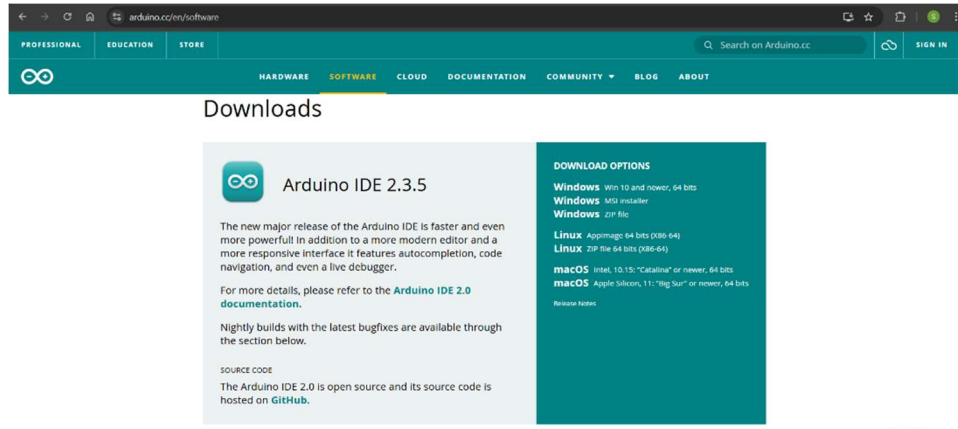 arduino.cc/en/software
PROFESSIONAL EDUCATION STORE
Search on Arduino.cc
SIGN IN
HARDWARE SOFTWARE CLOUD DOCUMENTATION COMMUNITY BLOG ABOUT
Downloads
Arduino IDE 2.3.5
The new major release of the Arduino IDE is faster and even
more powerful! In addition to a more modern editor and a
more responsive interface it features autocompletion, code
navigation, and even a live debugger.
For more details, please refer to the Arduino IDE 2.0
documentation.
Nightly builds with the latest bugfixes are available through
the section below.
SOURCE CODE
The Arduino IDE 2.0 is open source and its source code is
hosted on GitHub.
DOWNLOAD OPTIONS
Windows Win 10 and newer, 64 bits
Windows MSI installer
Windows ZIP file
Linux AppImage 64 bits (X86-64)
Linux ZIP file 64 bits (X86-64)
macOS Intel, 10.15: "Catalina" or newer, 64 bits
macOS Apple Silicon, 11: "Big Sur" or newer, 64 bits
Release Notes